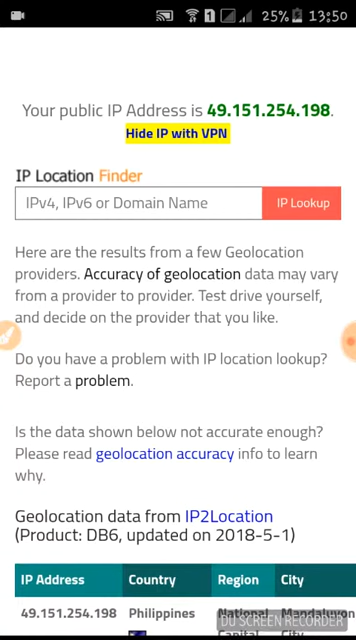 1 25% 13:50
Your public IP Address is 49.151.254.198.
Hide IP with VPN
IP Location Finder
IPv4, IPv6 or Domain Name IP Lookup
Here are the results from a few Geolocation
providers. Accuracy of geolocation data may vary
from a provider to provider. Test drive yourself,
and decide on the provider that you like.
Do you have a problem with IP location lookup?
Report a problem.
Is the data shown below not accurate enough?
Please read geolocation accuracy info to learn
why.
Geolocation data from IP2Location
(Product: DB6, updated on 2018-5-1)
IP Address Country Region City
49.151.254.198 Philippines National Mandaluyong
Capital City
DU SCREEN RECORDER